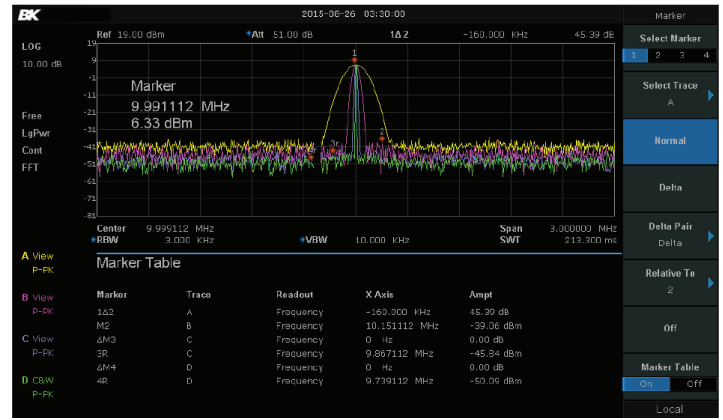 BK 2015-06-26 03:30:00 Marker
Ref 19.00 dBm *Att 51.00 dB 1Δ2 -160.000 KHz 45.39 dB
LOG
10.00 dB
Free
LgPwr
Cont
FFT
19
9
-1
-11
-21
-31
-41
-51
-61
-71
-81
Marker
9.991112 MHz
6.33 dBm
1
2
3r
Center 9.999112 MHz Span 3.000000 MHz
*RBW 3.000 KHz *VBW 10.000 KHz SWT 213.300 ms
A View
P-PK
B View
P-PK
C View
P-PK
D C&W
P-PK
Marker Table
Marker Trace Readout X Axis Ampt
1Δ2 A Frequency -160.000 KHz 45.39 dB
M2 B Frequency 10.151112 MHz -39.06 dBm
ΔM3 C Frequency 0 Hz 0.00 dB
3R C Frequency 9.867112 MHz -45.84 dBm
ΔM4 D Frequency 0 Hz 0.00 dB
4R D Frequency 9.739112 MHz -50.09 dBm
Select Marker
1 2 3 4
Select Trace
A
Normal
Delta
Delta Pair
Delta
Relative To
2
Off
Marker Table
On Off
Local